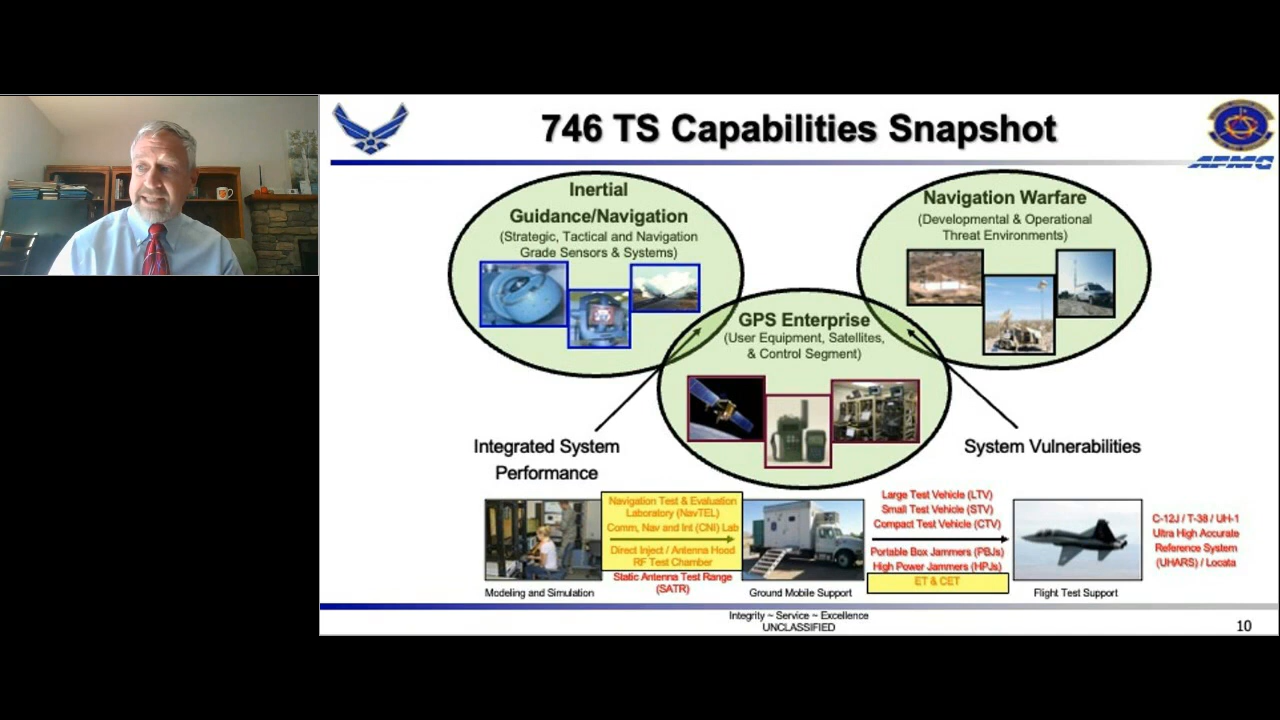 746 TS Capabilities Snapshot
AFMC
Inertial
Guidance/Navigation
(Strategic, Tactical and Navigation
Grade Sensors & Systems)
Navigation Warfare
(Developmental & Operational
Threat Environments)
GPS Enterprise
(User Equipment, Satellites,
& Control Segment)
Integrated System
Performance
System Vulnerabilities
Navigation Test & Evaluation
Laboratory (NavTEL)
Comm, Nav and Int (CNI) Lab
Direct Inject / Antenna Hood
RF Test Chamber
Static Antenna Test Range
(SATR)
Large Test Vehicle (LTV)
Small Test Vehicle (STV)
Compact Test Vehicle (CTV)
Portable Box Jammers (PBJs)
High Power Jammers (HPJs)
ET & CET
C-12J / T-38 / UH-1
Ultra High Accurate
Reference System
(UHARS) / Locata
Modeling and Simulation
Ground Mobile Support
Flight Test Support
Integrity ~ Service ~ Excellence
UNCLASSIFIED
10